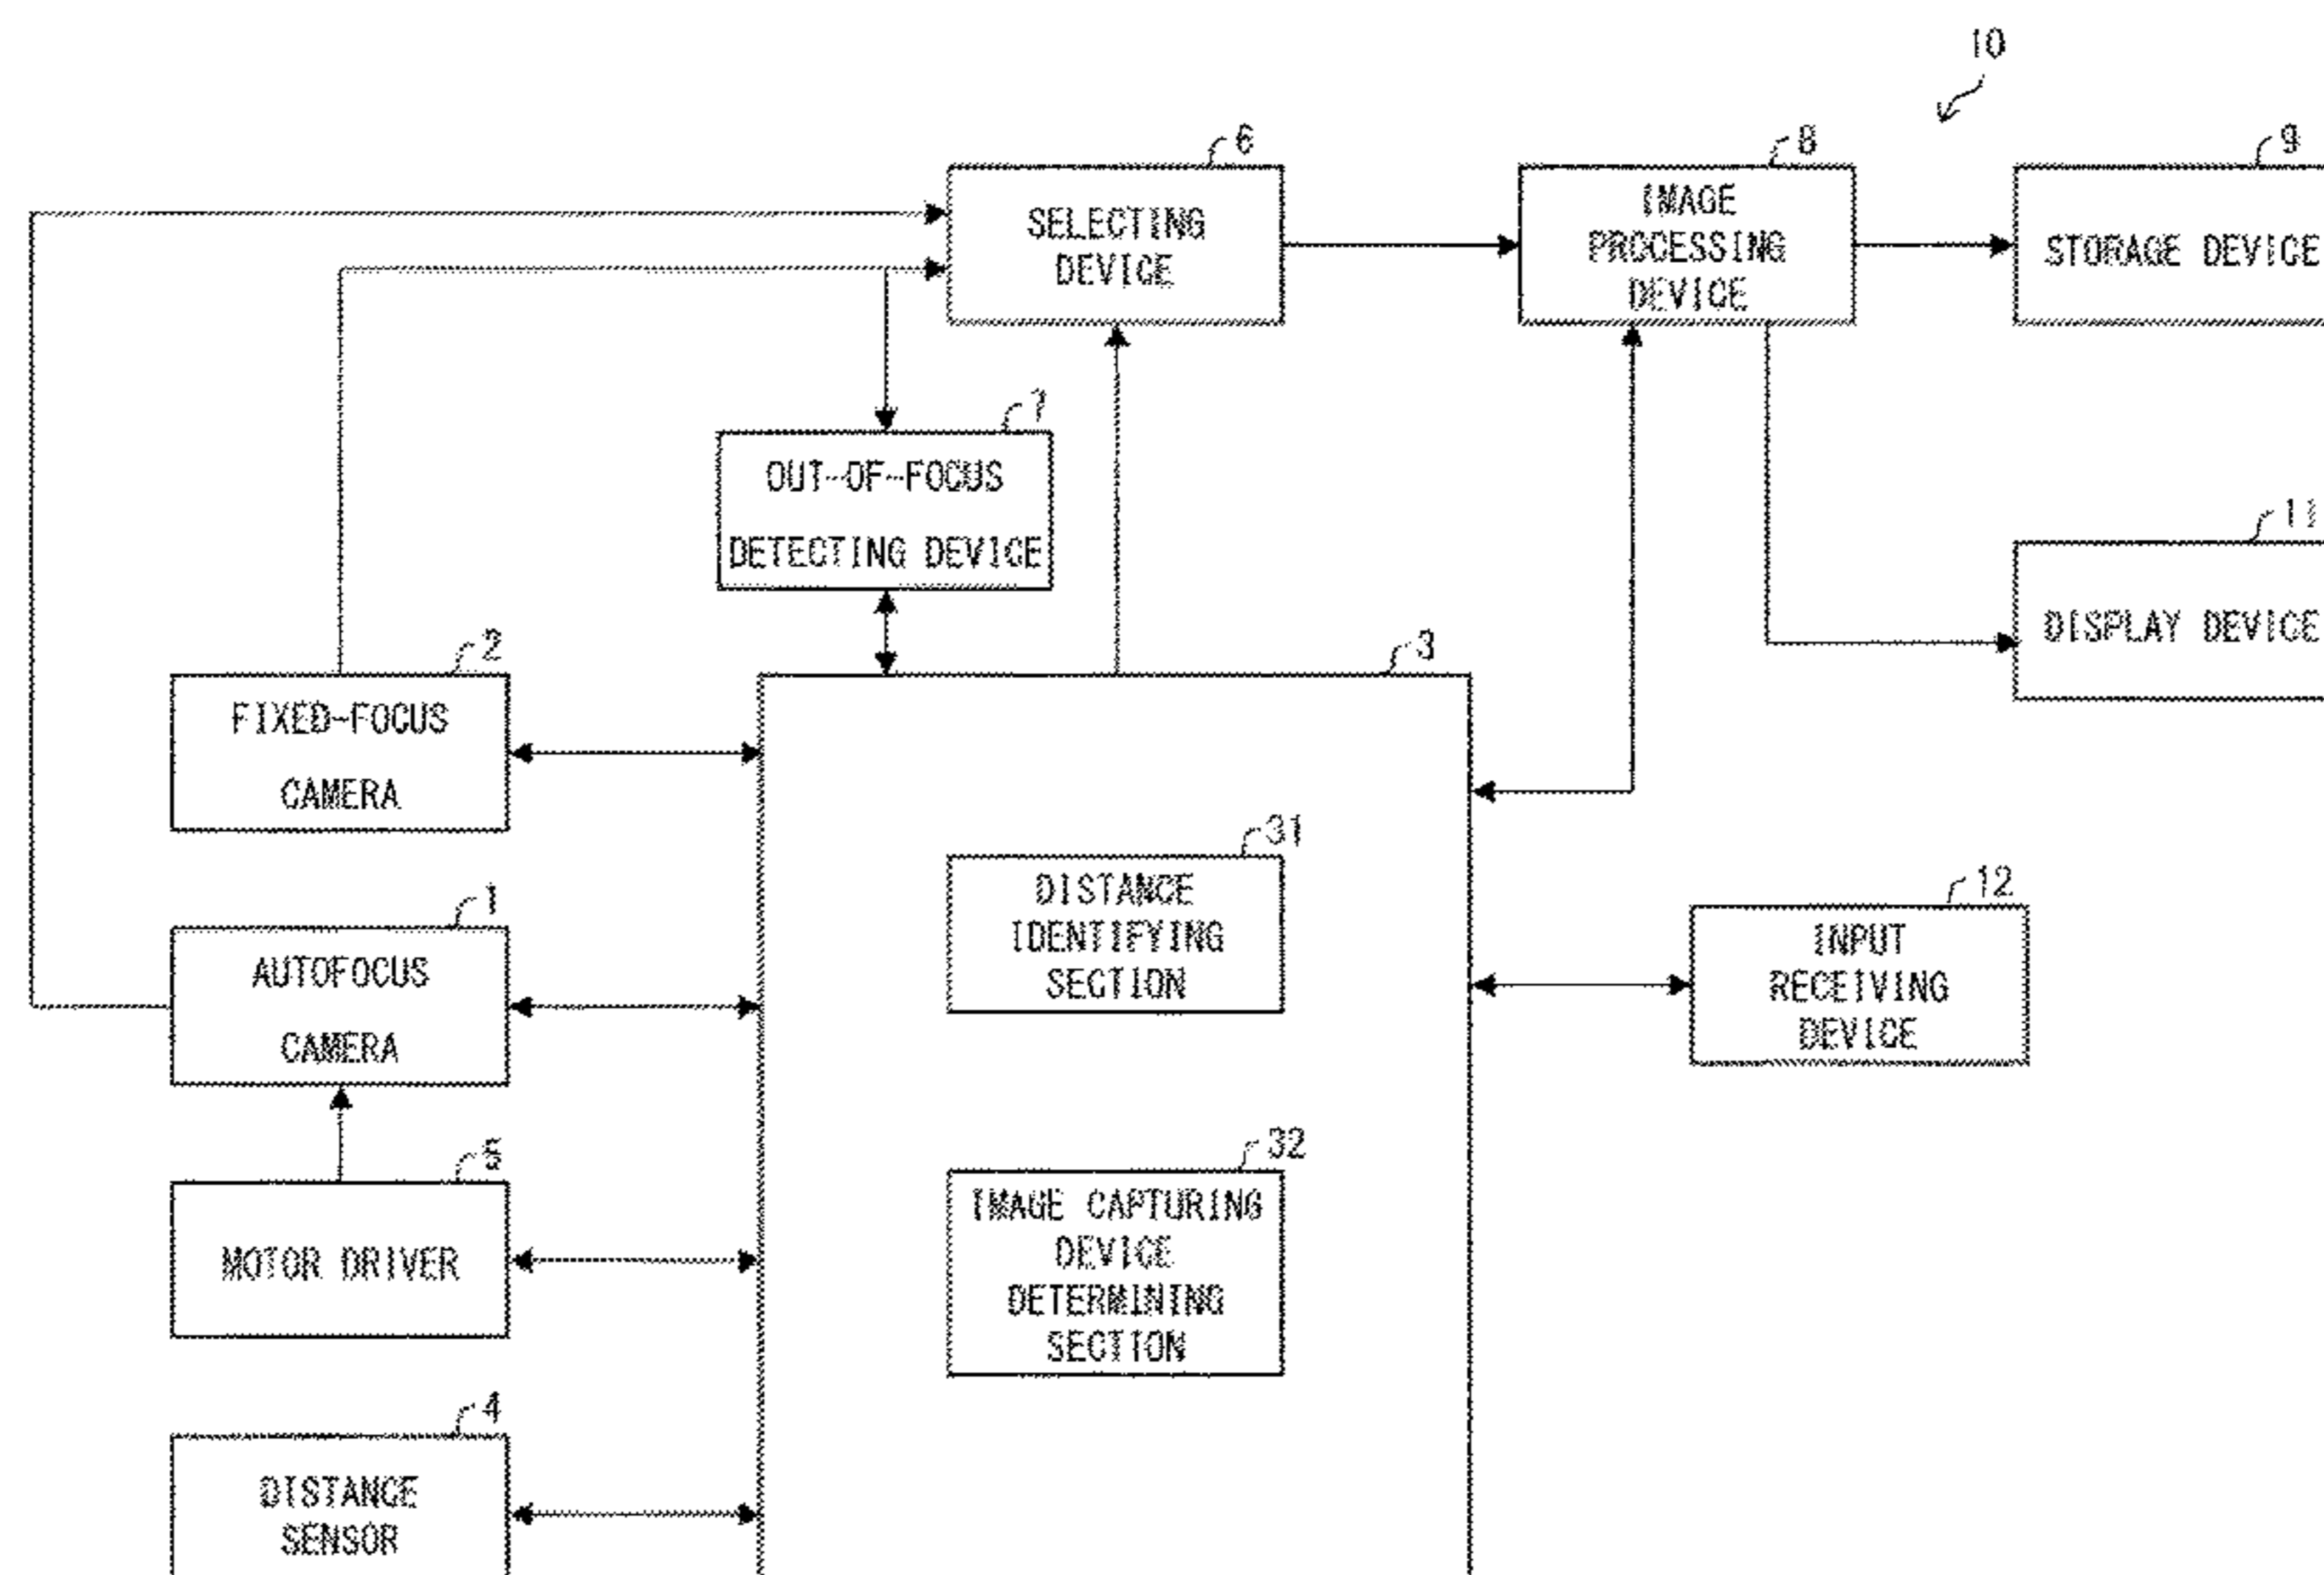 10
6
SELECTING
DEVICE
8
IMAGE
PROCESSING
DEVICE
9
STORAGE DEVICE
7
OUT-OF-FOCUS
DETECTING DEVICE
11
DISPLAY DEVICE
2
FIXED-FOCUS
CAMERA
3
31
DISTANCE
IDENTIFYING
SECTION
12
INPUT
RECEIVING
DEVICE
1
AUTOFOCUS
CAMERA
32
IMAGE CAPTURING
DEVICE
DETERMINING
SECTION
5
MOTOR DRIVER
4
DISTANCE
SENSOR